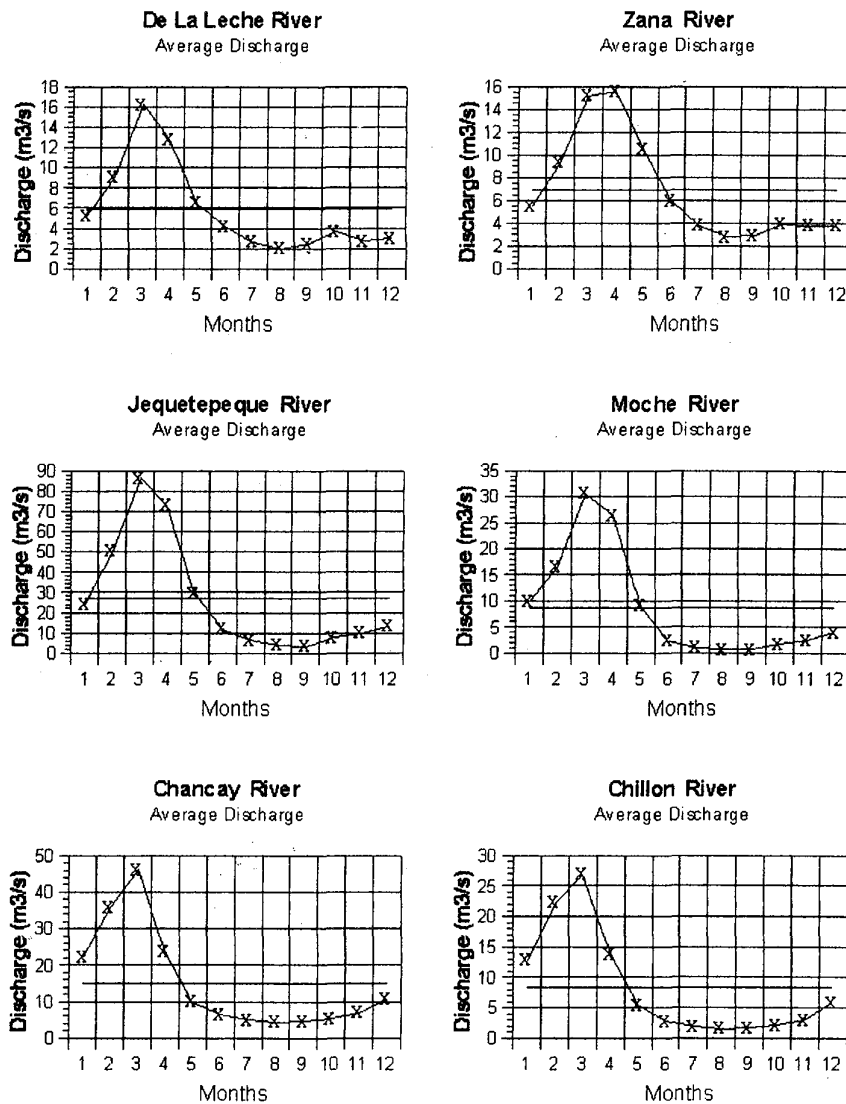 De La Leche River
Average Discharge
Discharge (m3/s)
18
16
14
12
10
8
6
4
2
0
1 2 3 4 5 6 7 8 9 10 11 12
Months
Zana River
Average Discharge
Discharge (m3/s)
16
14
12
10
8
6
4
2
0
1 2 3 4 5 6 7 8 9 10 11 12
Months
Jequetepeque River
Average Discharge
Discharge (m3/s)
90
80
70
60
50
40
30
20
10
0
1 2 3 4 5 6 7 8 9 10 11 12
Months
Moche River
Average Discharge
Discharge (m3/s)
35
30
25
20
15
10
5
0
1 2 3 4 5 6 7 8 9 10 11 12
Months
Chancay River
Average Discharge
Discharge (m3/s)
50
40
30
20
10
0
1 2 3 4 5 6 7 8 9 10 11 12
Months
Chillon River
Average Discharge
Discharge (m3/s)
30
25
20
15
10
5
0
1 2 3 4 5 6 7 8 9 10 11 12
Months